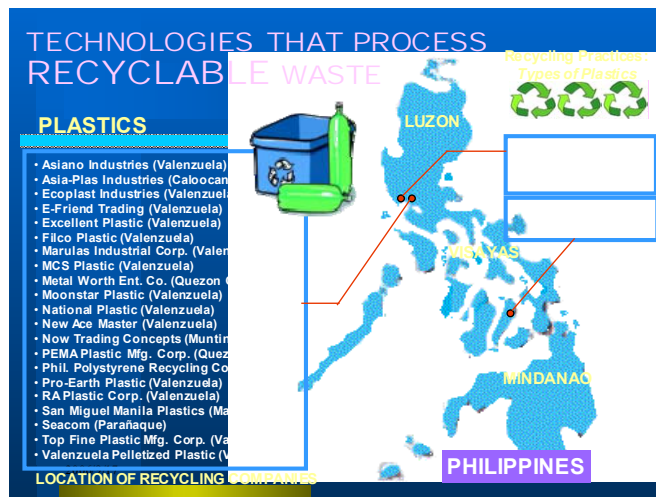 TECHNOLOGIES THAT PROCESS
RECYCLABLE WASTE
Recycling Practices:
Types of Plastics
PLASTICS
• Asiano Industries (Valenzuela)
• Asia-Plas Industries (Caloocan
• Ecoplast Industries (Valenzuela
• E-Friend Trading (Valenzuela)
• Excellent Plastic (Valenzuela)
• Filco Plastic (Valenzuela)
• Marulas Industrial Corp. (Valen
• MCS Plastic (Valenzuela)
• Metal Worth Ent. Co. (Quezon
• Moonstar Plastic (Valenzuela)
• National Plastic (Valenzuela)
• New Ace Master (Valenzuela)
• Now Trading Concepts (Muntin
• PEMA Plastic Mfg. Corp. (Quez
• Phil. Polystyrene Recycling Co
• Pro-Earth Plastic (Valenzuela)
• RA Plastic Corp. (Valenzuela)
• San Miguel Manila Plastics (Ma
• Seacom (Parañaque)
• Top Fine Plastic Mfg. Corp. (Va
• Valenzuela Pelletized Plastic (V
LUZON
VISAYAS
MINDANAO
PHILIPPINES
LOCATION OF RECYCLING COMPANIES